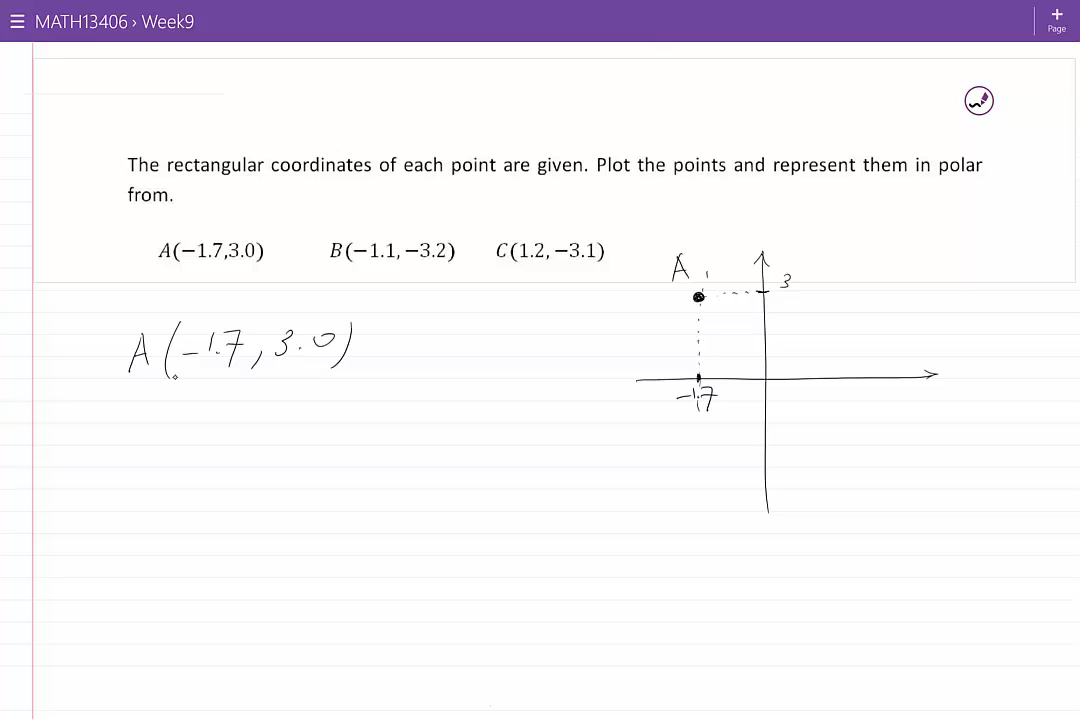 MATH13406 › Week9
+
Page
The rectangular coordinates of each point are given. Plot the points and represent them in polar
from.
A(−1.7,3.0) B(−1.1, −3.2) C(1.2, −3.1)
A
3
A(-1.7, 3.0)
-1.7